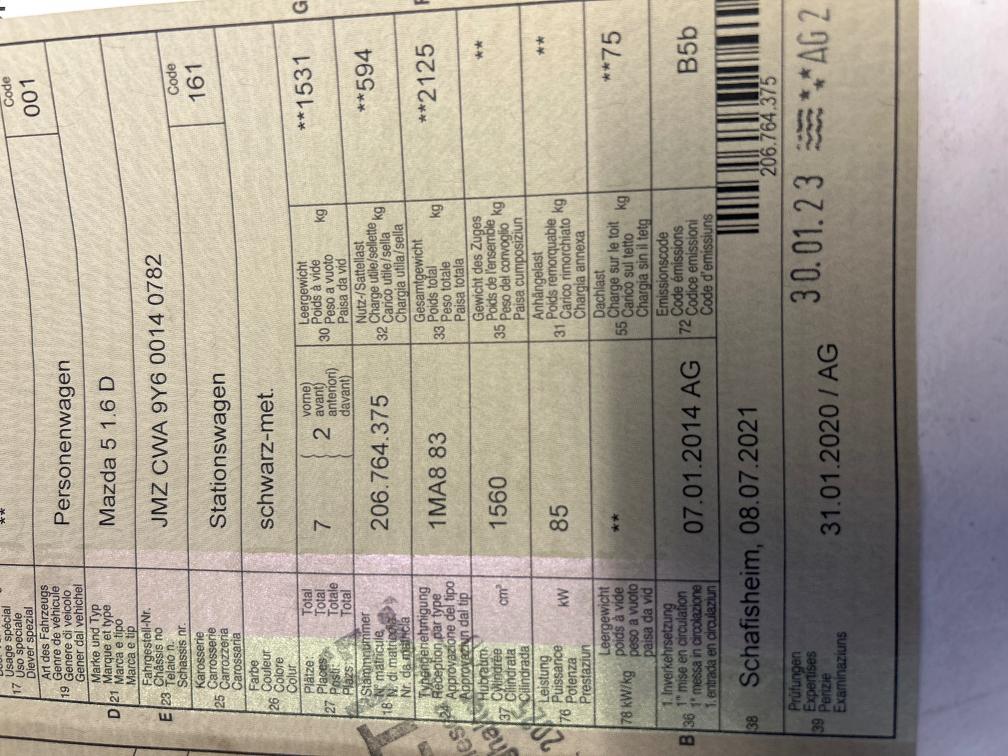 Code
001
**
17
Usage spécial
Uso speciale
Diever spezial
Art des Fahrzeugs
Genre de véhicule
19 Genere di veicolo
Gener dal vehichel
Personenwagen
D 21
Marke und Typ
Marque et type
Marca e tipo
Marca e tip
Mazda 5 1.6 D
E 23
Fahrgestell-Nr.
Châssis no
Telaio n.
Schassis nr.
JMZ CWA 9Y6 0014 0782
25
Karosserie
Carrosserie
Carrozzeria
Carossaria
Stationswagen
Code
161
26
Farbe
Couleur
Colore
Colur
schwarz-met.
27
Plätze Total
Places Total
Posti Totale
Plazs Total
7
2
vorne)
avant)
anteriori)
davant)
Leergewicht
Poids à vide
30 Peso a vuoto
Paisa da vid
kg
**1531
G
18
Stammnummer
No matricule
N. di matricola
Nr. da matricla
206.764.375
Nutz-/Sattellast
Charge utile/sellette kg
32 Carico utile/sella
Chargia utila/sella
**594
24
Typengenehmigung
Réception par type
Approvazione del tipo
Approvaziun dal tip
1MA8 83
Gesamtgewicht
Poids total
33 Peso totale
Paisa totala
kg
**2125
37
Hubraum
Cylindrée
Cilindrata
Cilindrada
cm³
1560
Gewicht des Zuges
Poids de l'ensemble kg
35 Peso del convoglio
Paisa cumposiziun
**
76
Leistung
Puissance
Potenza
Prestaziun
kW
85
Anhängelast
Poids remorquable kg
31 Carico rimorchiato
Chargia annexa
**
78 kW/kg
Leergewicht
poids à vide
peso a vuoto
paisa da vid
**
Dachlast
Charge sur le toit kg
55 Carico sul tetto
Chargia sin il tetg
**75
B 36
1. Inverkehrsetzung
1re mise en circulation
1a messa in circolazione
1. entrada en circulaziun
07.01.2014 AG
Emissionscode
Code émissions
72 Codice emissioni
Code d'emissiuns
B5b
38
Schafisheim, 08.07.2021
206.764.375
39
Prüfungen
Expertises
Perizie
Examinaziuns
31.01.2020 / AG
30.01.23 **AG 2